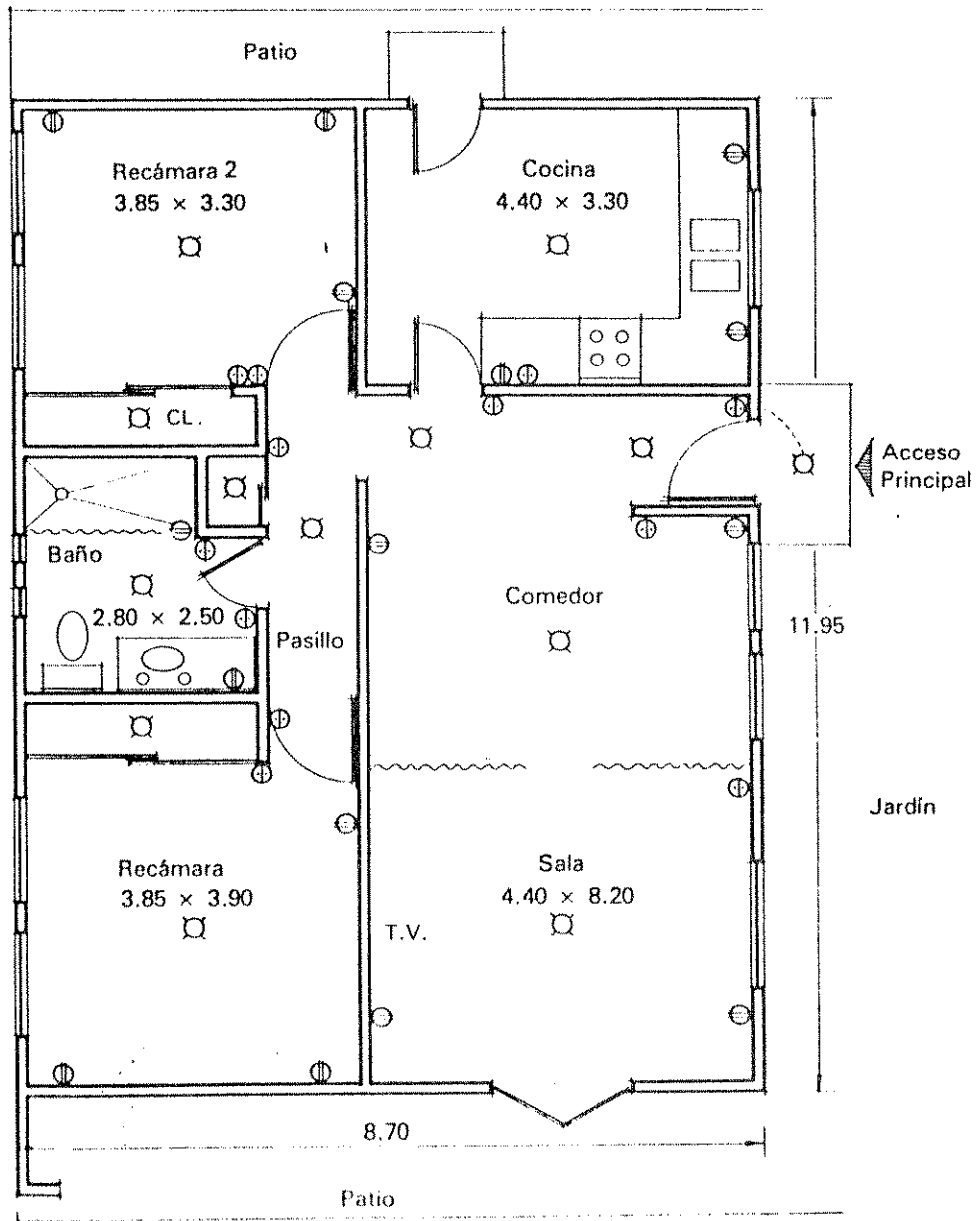 Patio
Recámara 2
3.85 × 3.30
Cocina
4.40 × 3.30
CL.
Acceso
Principal
Baño
2.80 × 2.50
Pasillo
Comedor
11.95
Jardín
Recámara
3.85 × 3.90
Sala
4.40 × 8.20
T.V.
8.70
Patio